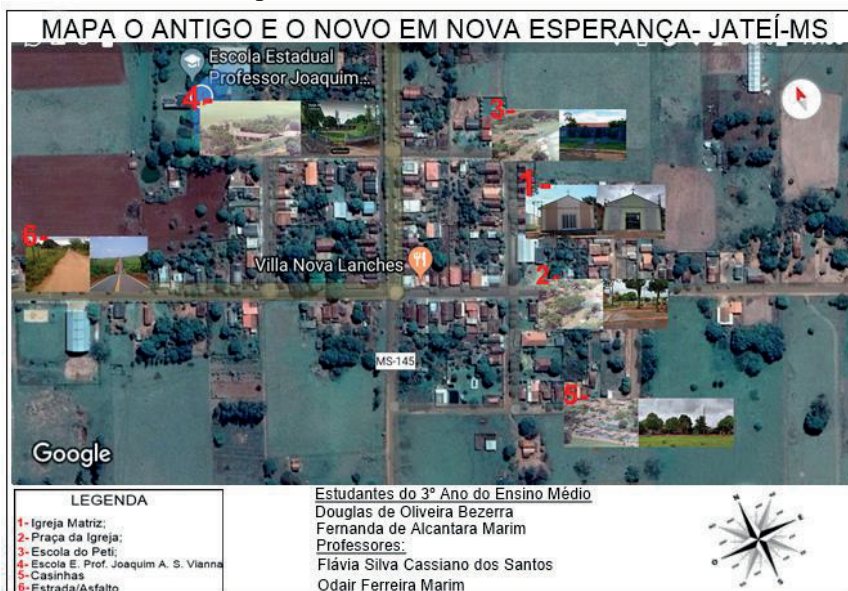 MAPA O ANTIGO E O NOVO EM NOVA ESPERANÇA- JATEÍ-MS
Escola Estadual
Professor Joaquim...
4-
3-
1-
6-
Villa Nova Lanches
2-
MS-145
5-
Google
LEGENDA
1- Igreja Matriz;
2- Praça da Igreja;
3- Escola do Peti;
4- Escola E. Prof. Joaquim A. S. Vianna
5- Casinhas
6- Estrada/Asfalto
Estudantes do 3º Ano do Ensino Médio
Douglas de Oliveira Bezerra
Fernanda de Alcantara Marim
Professores:
Flávia Silva Cassiano dos Santos
Odair Ferreira Marim